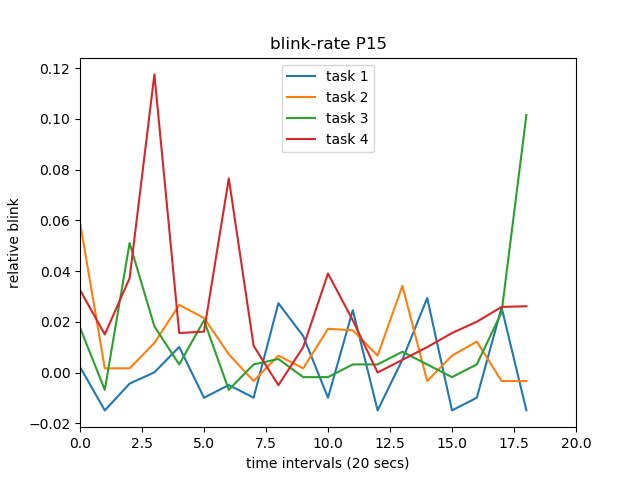 blink-rate P15
task 1
task 2
task 3
task 4
relative blink
0.12
0.10
0.08
0.06
0.04
0.02
0.00
−0.02
0.0 2.5 5.0 7.5 10.0 12.5 15.0 17.5 20.0
time intervals (20 secs)